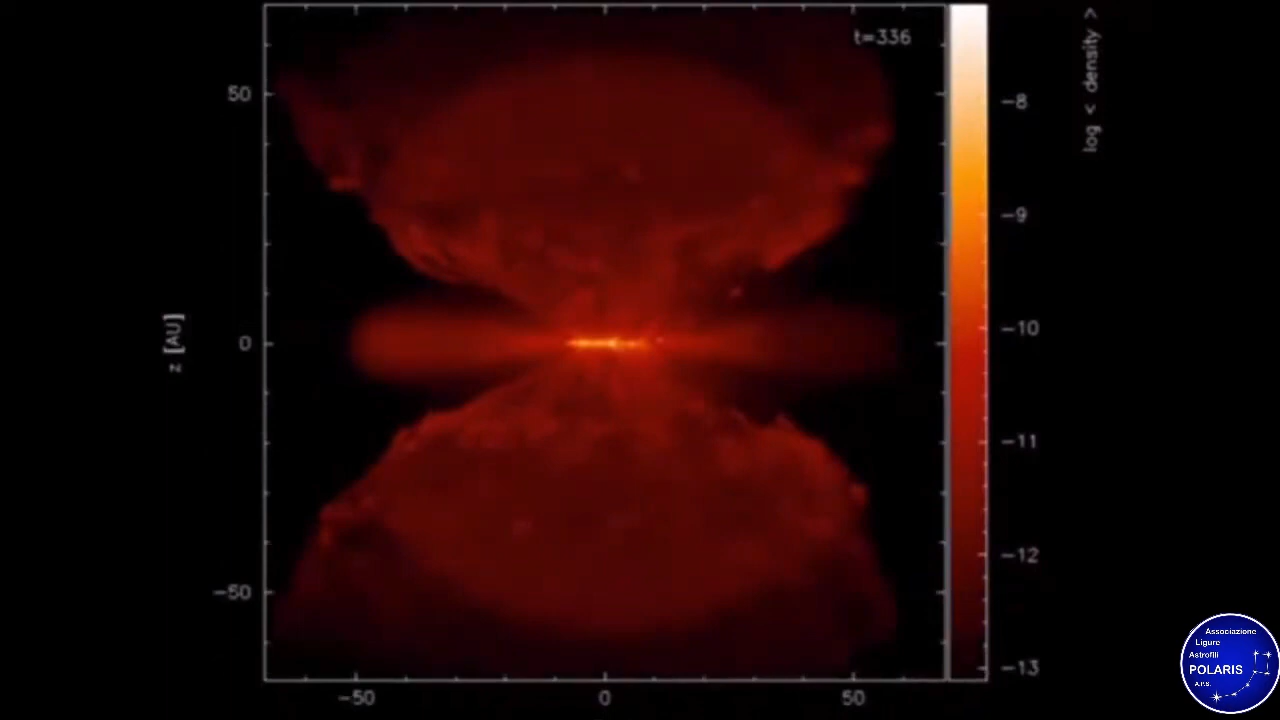 t=336
log < density >
z [AU]
50
0
−50
−50
0
50
−8
−9
−10
−11
−12
−13
Associazione
Ligure
Astrofili
POLARIS
A.P.S.